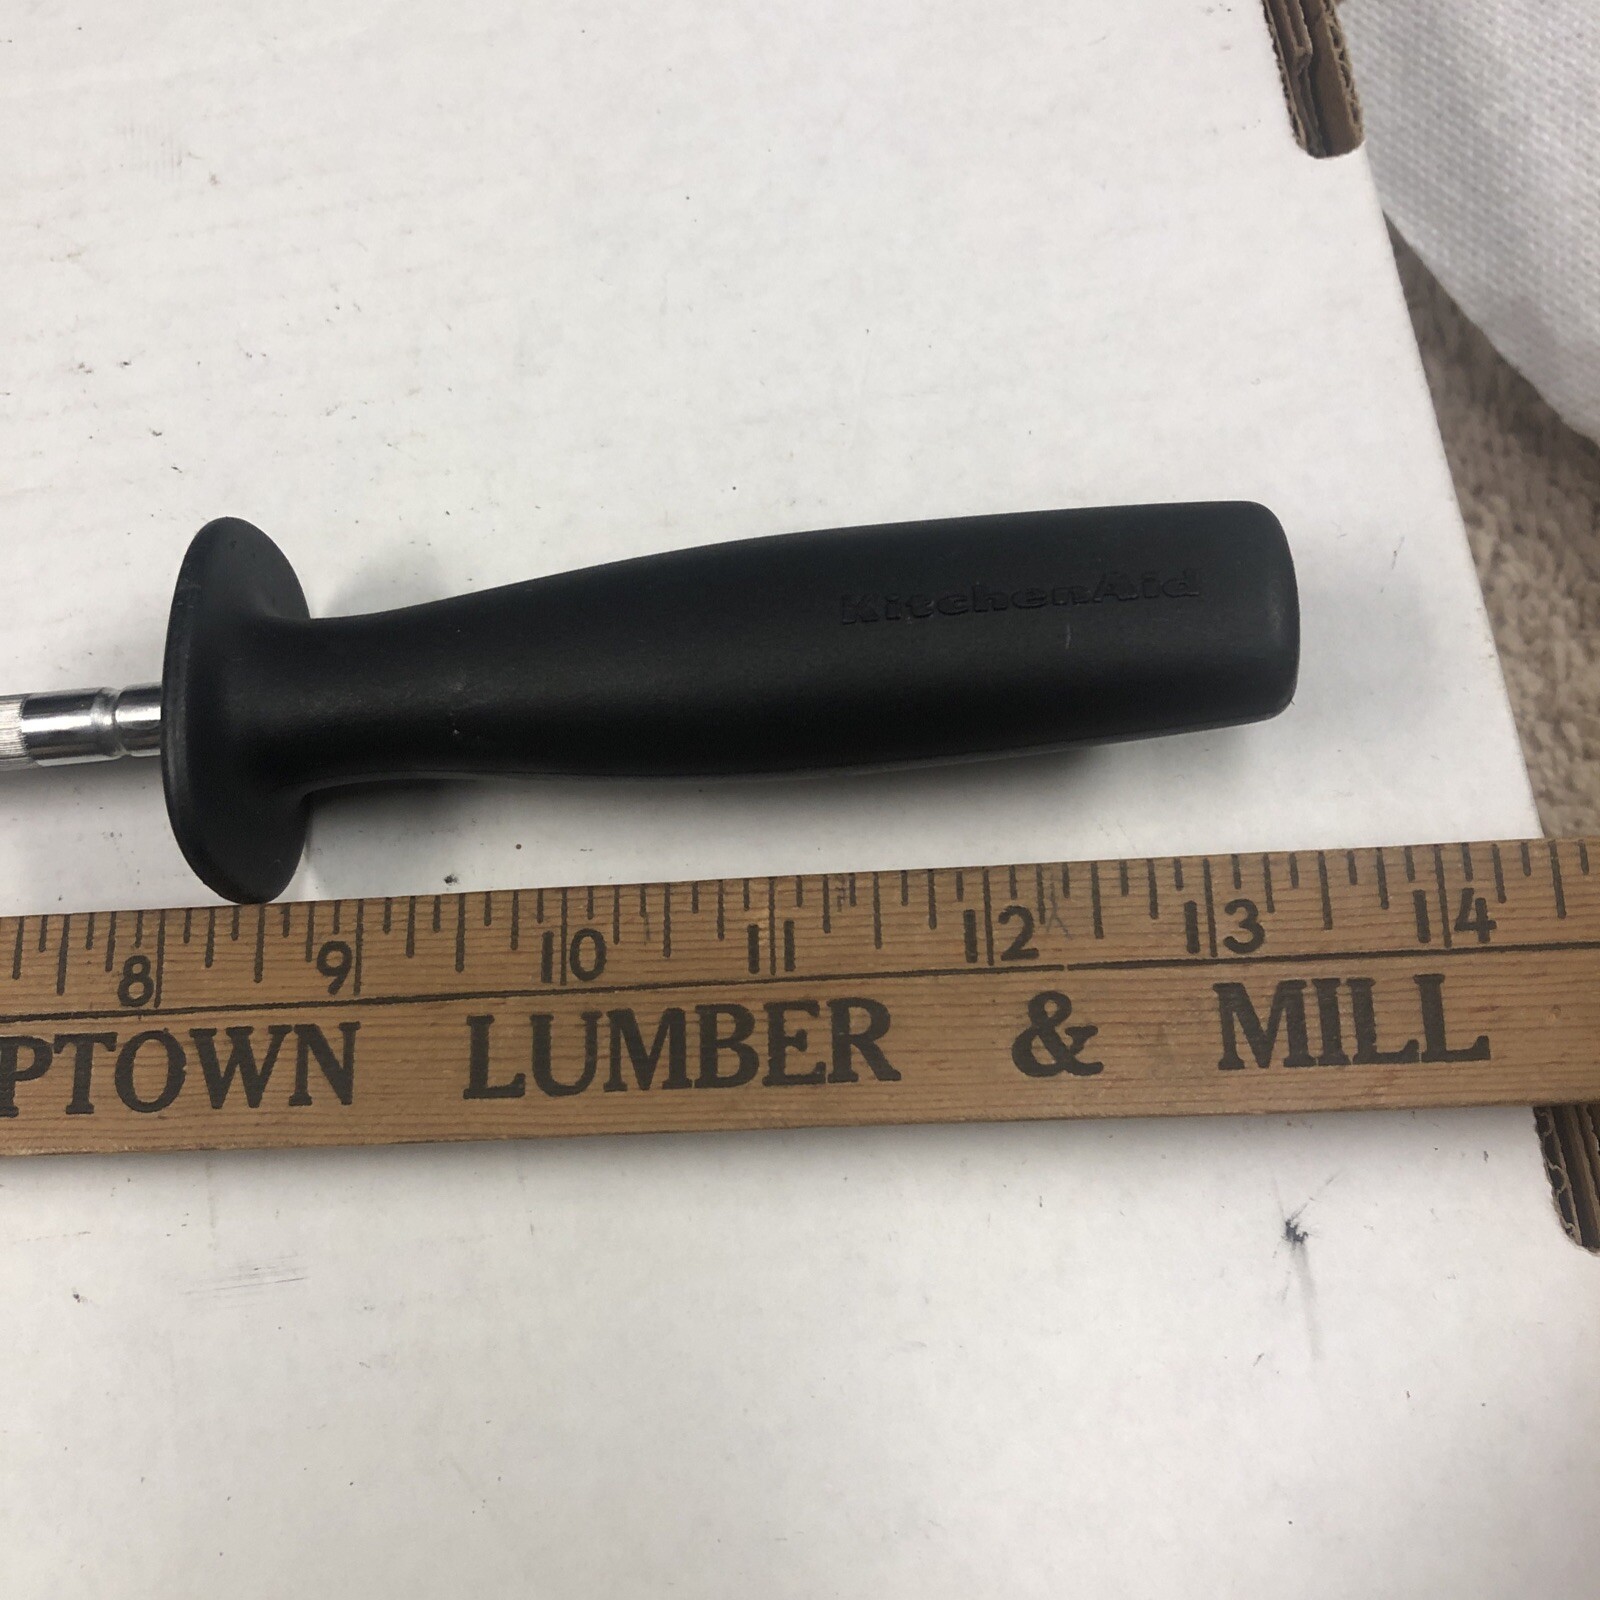 KitchenAid
8 9 10 11 12 13 14
PTOWN LUMBER & MILL